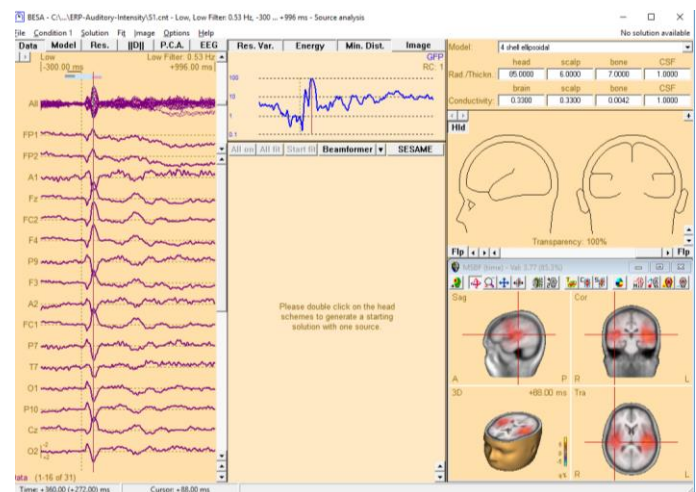 BESA - C:\...\ERP-Auditory-Intensity\S1.cnt - Low, Low Filter: 0.53 Hz, -300 ... +996 ms - Source analysis
File Condition 1 Solution Fit Image Options Help
No solution available
Data Model Res. ||D|| P.C.A. EEG
Res. Var. Energy Min. Dist. Image
Model: 4 shell ellipsoidal
Low Low Filter: 0.53 Hz
-300.00 ms +996.00 ms
GFP
RC: 1
100
10
1
0.1
head scalp bone CSF
Rad./Thickn. 85.0000 6.0000 7.0000 1.0000
brain scalp bone CSF
Conductivity: 0.3300 0.3300 0.0042 1.0000
All on All fit Start fit Beamformer SESAME
Hld
All
FP1
FP2
A1
Fz
FC2
F4
P9
F3
A2
FC1
P7
T7
O1
P10
Cz
O2
Please double click on the head
schemes to generate a starting
solution with one source.
Transparency: 100%
Flp Flp
Sag Cor
A P R L
3D +88.00 ms Tra
R L
Data (1-16 of 31)
Time: +360.00 (+272.00) ms Cursor: +88.00 ms